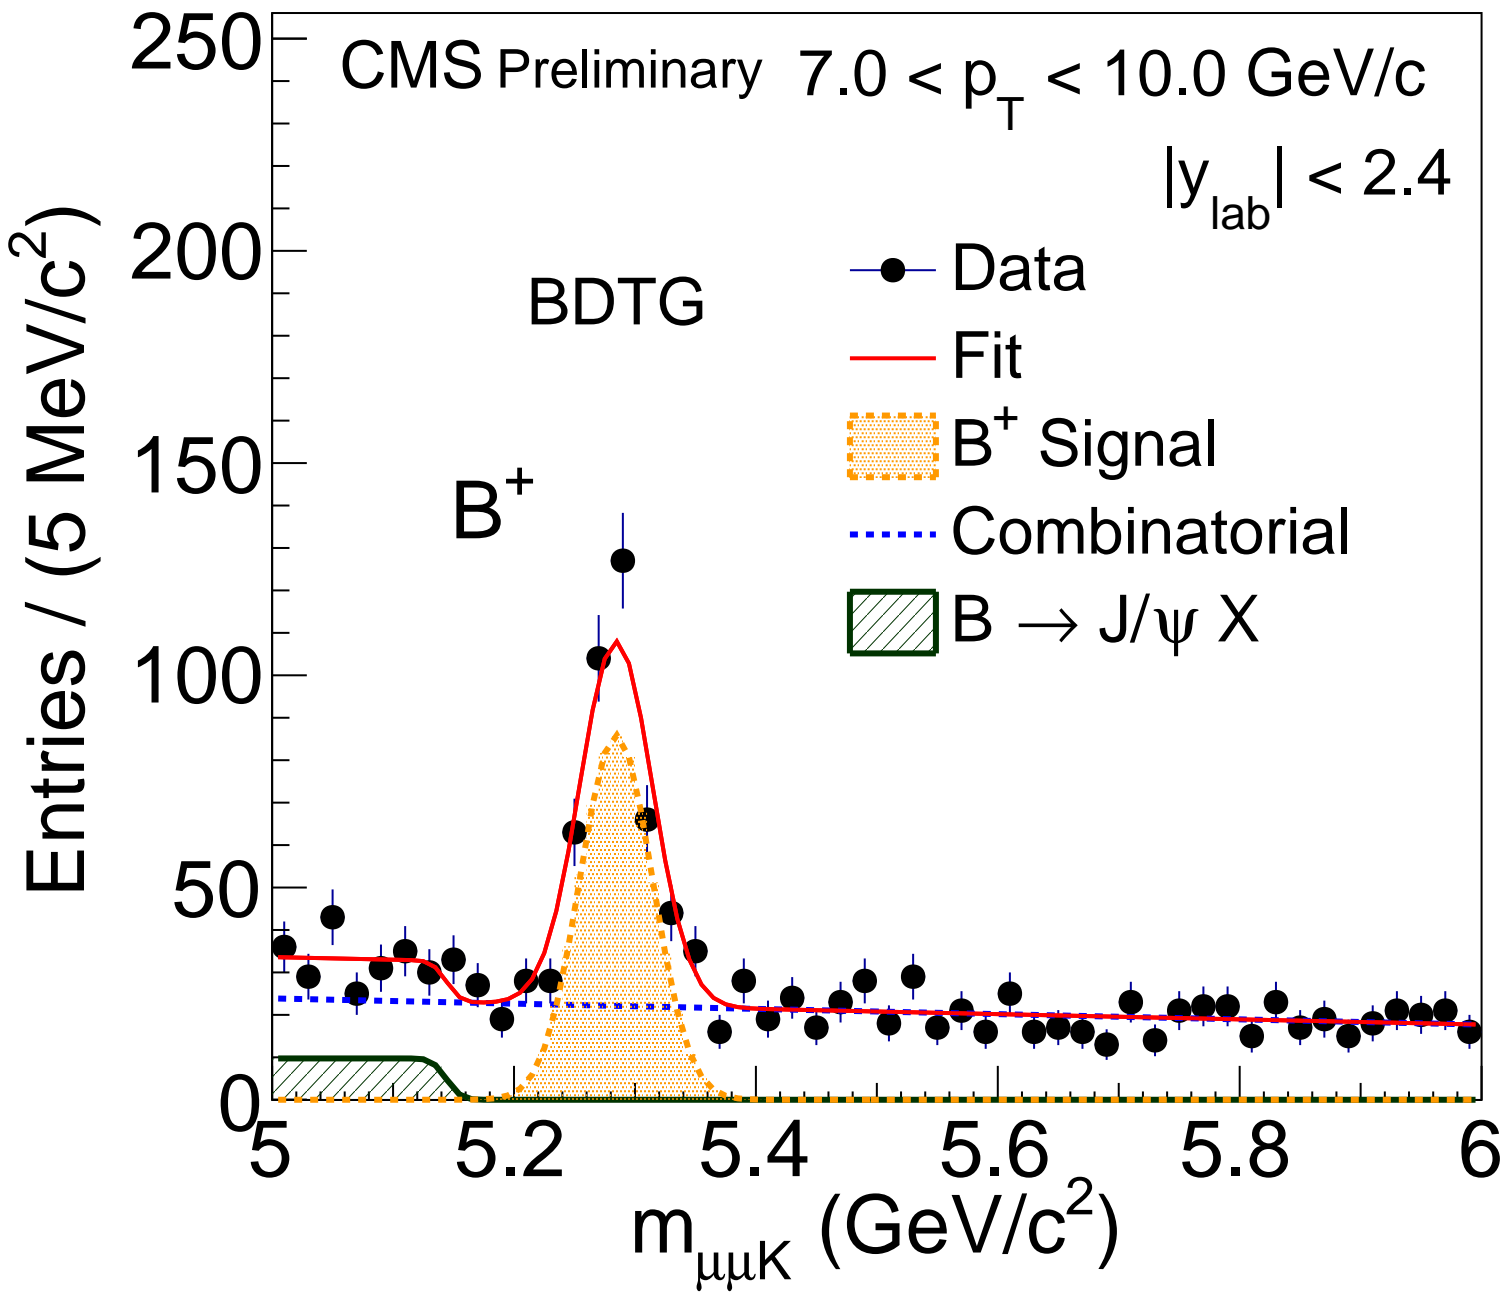 CMS Preliminary 7.0 < p_T < 10.0 GeV/c
|y_lab| < 2.4
BDTG
Data
Fit
B⁺ Signal
B⁺
Combinatorial
B → J/ψ X
Entries / (5 MeV/c²)
250
200
150
100
50
0
5 5.2 5.4 5.6 5.8 6
m_μμK (GeV/c²)